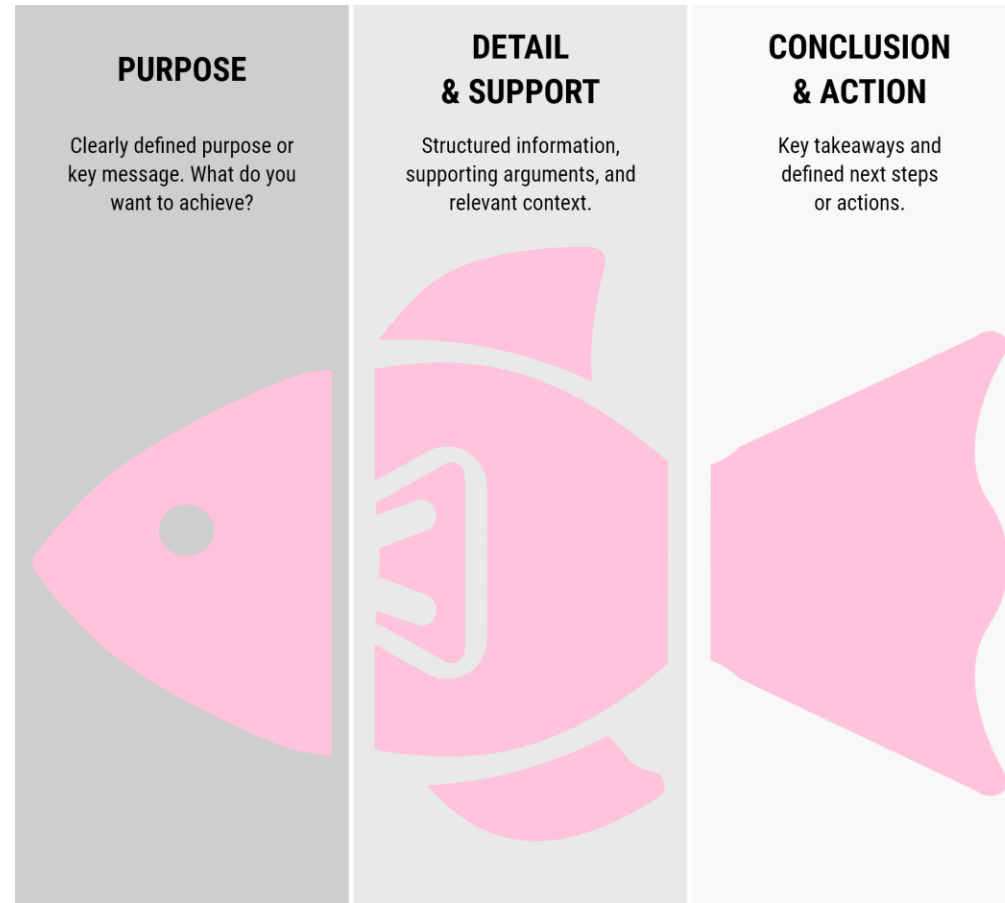 PURPOSE
Clearly defined purpose or
key message. What do you
want to achieve?
DETAIL
& SUPPORT
Structured information,
supporting arguments, and
relevant context.
CONCLUSION
& ACTION
Key takeaways and
defined next steps
or actions.